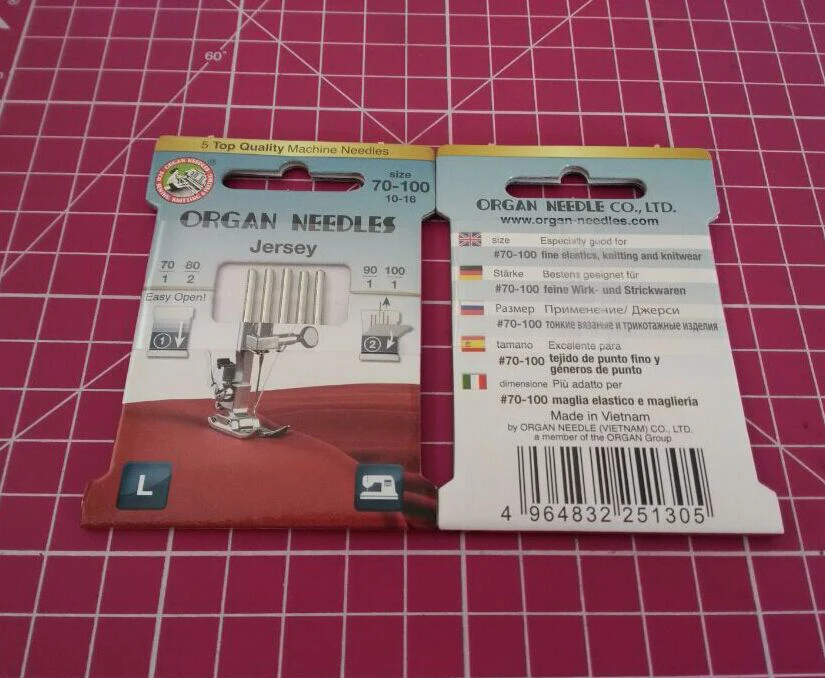 60°
5 Top Quality Machine Needles
size
70-100
10-16
ORGAN NEEDLES
Jersey
70 80
1 2
90 100
1 1
Easy Open!
1
2
L
ORGAN NEEDLE CO., LTD.
www.organ-needles.com
size Especially good for
#70-100 fine elastics, knitting and knitwear
Stärke Bestens geeignet für
#70-100 feine Wirk- und Strickwaren
Размер Применение/ Джерси
#70-100 тонкие вязаные и трикотажные изделия
tamano Excelente para
#70-100 tejido de punto fino y
géneros de punto
dimensione Più adatto per
#70-100 maglia elastico e maglieria
Made in Vietnam
by ORGAN NEEDLE (VIETNAM) CO., LTD.
a member of the ORGAN Group
4 964832 251305